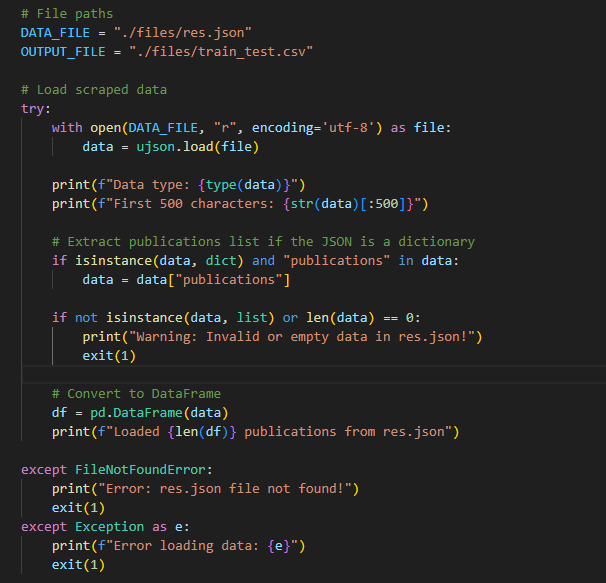 # File paths
DATA_FILE = "./files/res.json"
OUTPUT_FILE = "./files/train_test.csv"

# Load scraped data
try:
    with open(DATA_FILE, "r", encoding='utf-8') as file:
        data = ujson.load(file)

    print(f"Data type: {type(data)}")
    print(f"First 500 characters: {str(data)[:500]}")

    # Extract publications list if the JSON is a dictionary
    if isinstance(data, dict) and "publications" in data:
        data = data["publications"]

    if not isinstance(data, list) or len(data) == 0:
        print("Warning: Invalid or empty data in res.json!")
        exit(1)

    # Convert to DataFrame
    df = pd.DataFrame(data)
    print(f"Loaded {len(df)} publications from res.json")

except FileNotFoundError:
    print("Error: res.json file not found!")
    exit(1)
except Exception as e:
    print(f"Error loading data: {e}")
    exit(1)